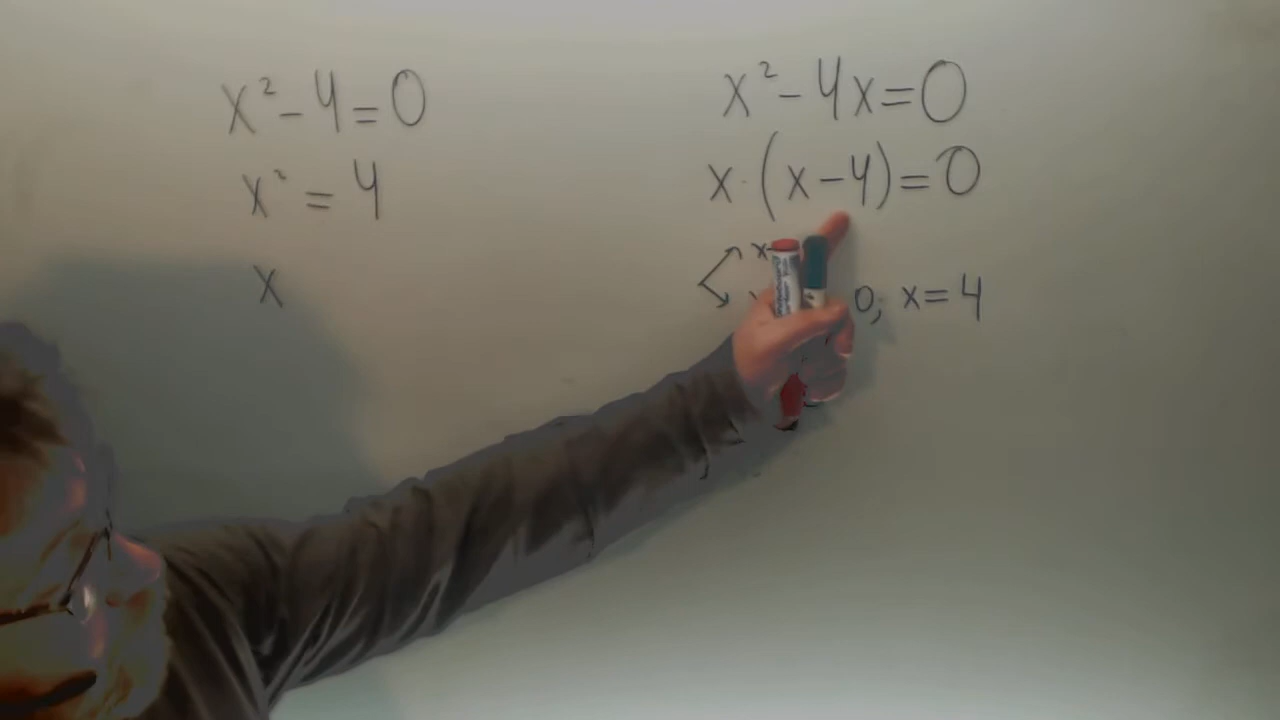 x² - 4 = 0
x² = 4
x
x² - 4x = 0
x · (x - 4) = 0
x
0; x = 4